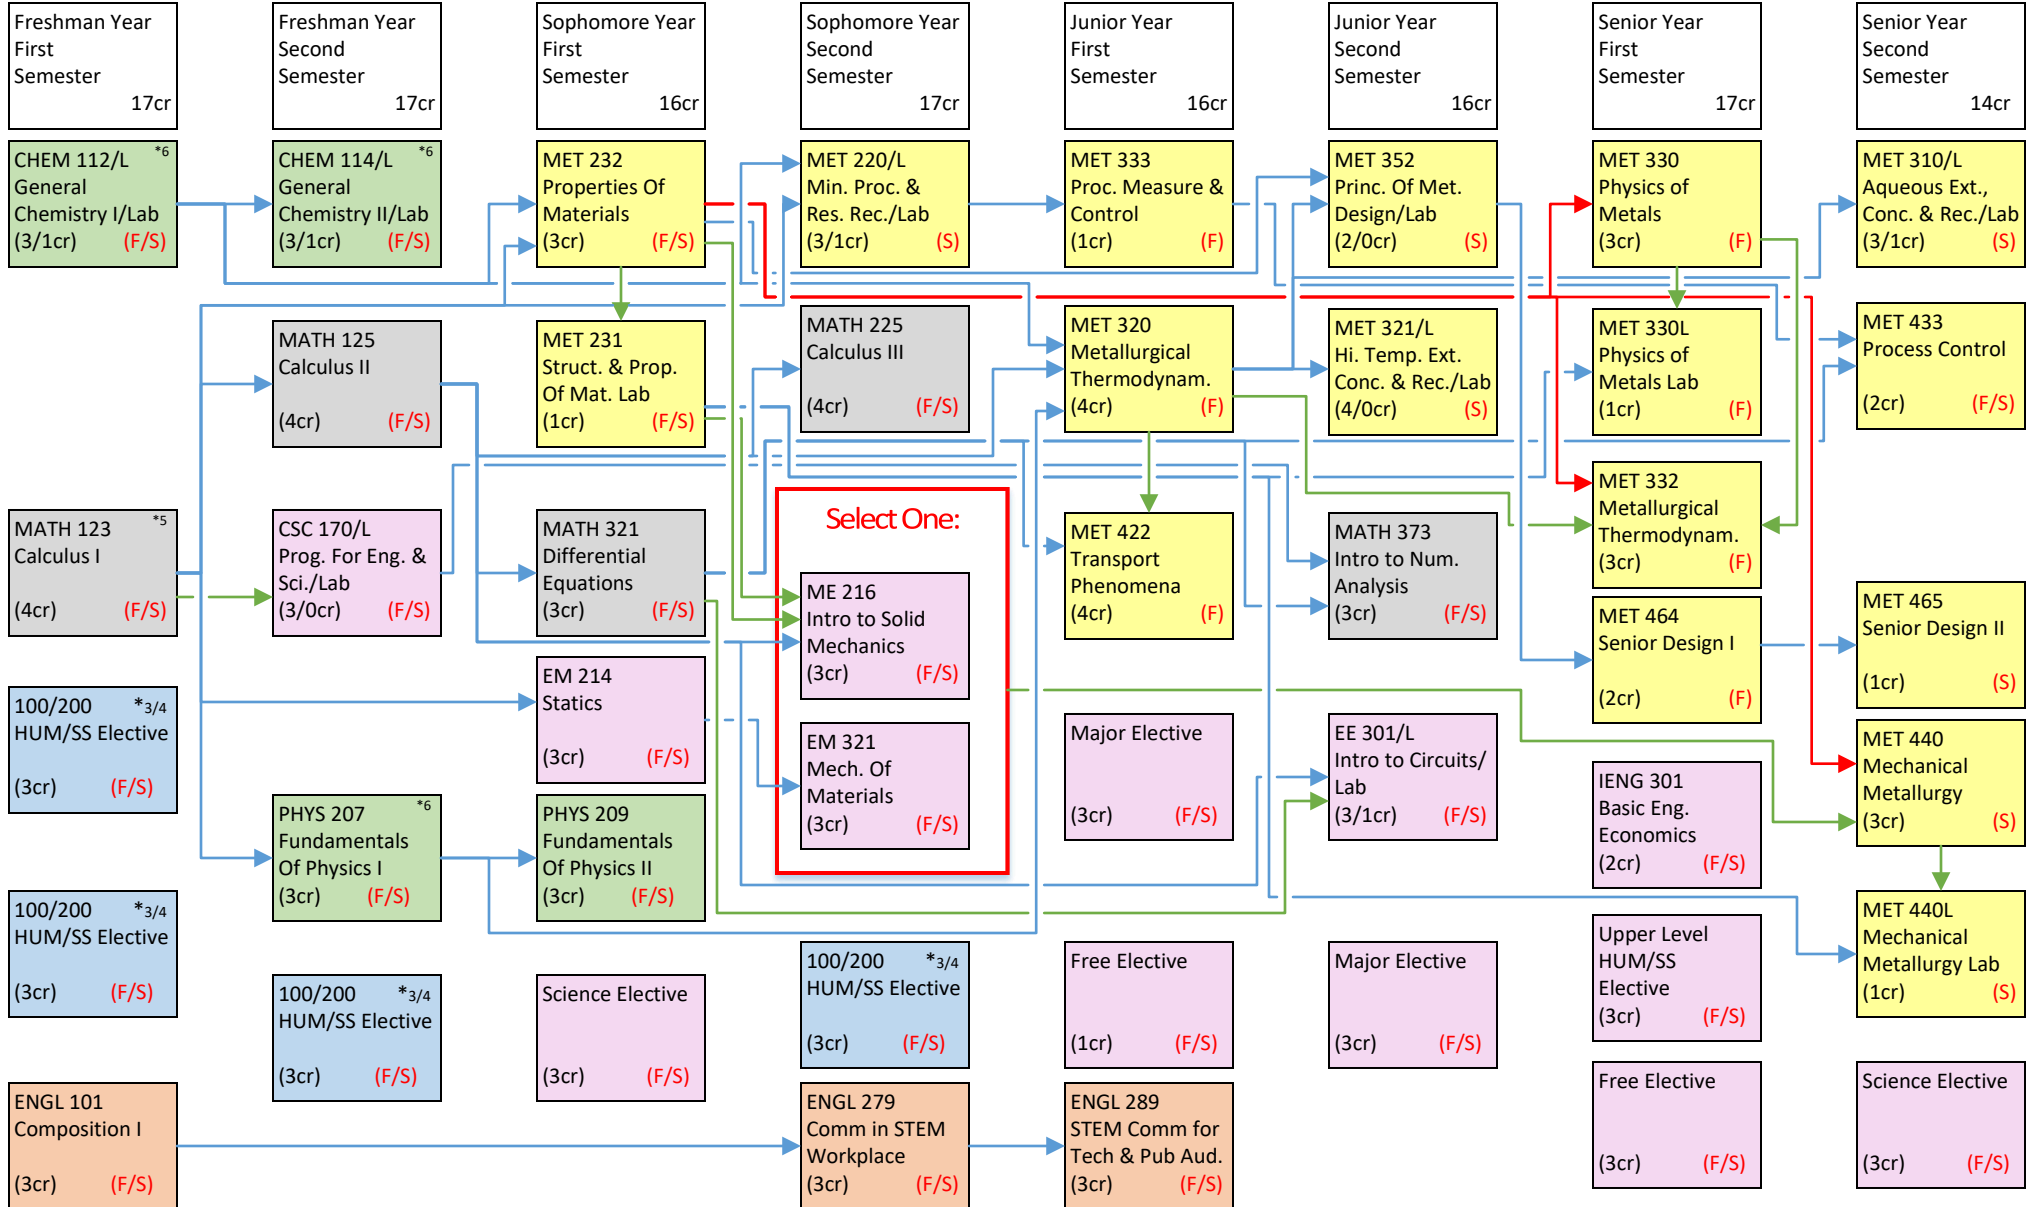 Freshman Year
First
Semester
17cr
Freshman Year
Second
Semester
17cr
Sophomore Year
First
Semester
16cr
Sophomore Year
Second
Semester
17cr
Junior Year
First
Semester
16cr
Junior Year
Second
Semester
16cr
Senior Year
First
Semester
17cr
Senior Year
Second
Semester
14cr
CHEM 112/L *6
General
Chemistry I/Lab
(3/1cr) (F/S)
CHEM 114/L *6
General
Chemistry II/Lab
(3/1cr) (F/S)
MET 232
Properties Of
Materials
(3cr) (F/S)
MET 220/L
Min. Proc. &
Res. Rec./Lab
(3/1cr) (S)
MET 333
Proc. Measure &
Control
(1cr) (F)
MET 352
Princ. Of Met.
Design/Lab
(2/0cr) (S)
MET 330
Physics of
Metals
(3cr) (F)
MET 310/L
Aqueous Ext.,
Conc. & Rec./Lab
(3/1cr) (S)
MATH 125
Calculus II
(4cr) (F/S)
MET 231
Struct. & Prop.
Of Mat. Lab
(1cr) (F/S)
MATH 225
Calculus III
(4cr) (F/S)
MET 320
Metallurgical
Thermodynam.
(4cr) (F)
MET 321/L
Hi. Temp. Ext.
Conc. & Rec./Lab
(4/0cr) (S)
MET 330L
Physics of
Metals Lab
(1cr) (F)
MET 433
Process Control
(2cr) (F/S)
MET 332
Metallurgical
Thermodynam.
(3cr) (F)
MATH 123 *5
Calculus I
(4cr) (F/S)
CSC 170/L
Prog. For Eng. &
Sci./Lab
(3/0cr) (F/S)
MATH 321
Differential
Equations
(3cr) (F/S)
Select One:
ME 216
Intro to Solid
Mechanics
(3cr) (F/S)
EM 321
Mech. Of
Materials
(3cr) (F/S)
MET 422
Transport
Phenomena
(4cr) (F)
MATH 373
Intro to Num.
Analysis
(3cr) (F/S)
MET 464
Senior Design I
(2cr) (F)
MET 465
Senior Design II
(1cr) (S)
100/200 *3/4
HUM/SS Elective
(3cr) (F/S)
EM 214
Statics
(3cr) (F/S)
Major Elective
(3cr) (F/S)
EE 301/L
Intro to Circuits/
Lab
(3/1cr) (F/S)
IENG 301
Basic Eng.
Economics
(2cr) (F/S)
MET 440
Mechanical
Metallurgy
(3cr) (S)
PHYS 207 *6
Fundamentals
Of Physics I
(3cr) (F/S)
PHYS 209
Fundamentals
Of Physics II
(3cr) (F/S)
100/200 *3/4
HUM/SS Elective
(3cr) (F/S)
100/200 *3/4
HUM/SS Elective
(3cr) (F/S)
Science Elective
(3cr) (F/S)
100/200 *3/4
HUM/SS Elective
(3cr) (F/S)
Free Elective
(1cr) (F/S)
Major Elective
(3cr) (F/S)
Upper Level
HUM/SS
Elective
(3cr) (F/S)
MET 440L
Mechanical
Metallurgy Lab
(1cr) (S)
ENGL 101
Composition I
(3cr) (F/S)
ENGL 279
Comm in STEM
Workplace
(3cr) (F/S)
ENGL 289
STEM Comm for
Tech & Pub Aud.
(3cr) (F/S)
Free Elective
(3cr) (F/S)
Science Elective
(3cr) (F/S)